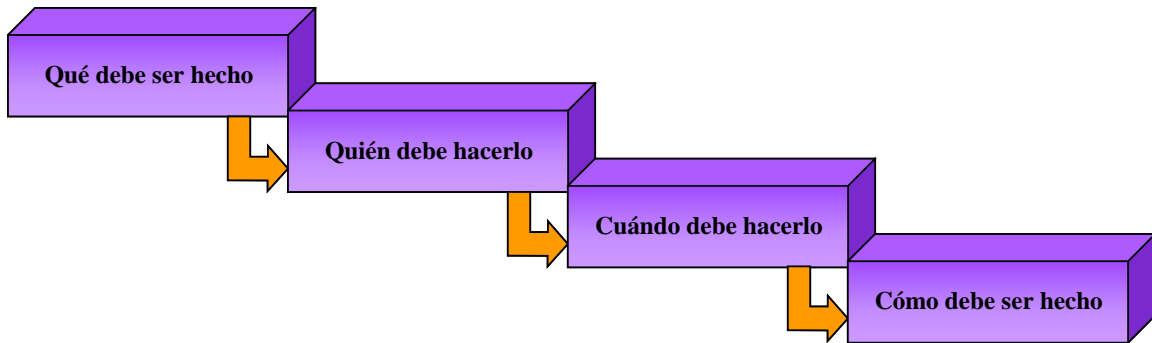 Qué debe ser hecho
Quién debe hacerlo
Cuándo debe hacerlo
Cómo debe ser hecho